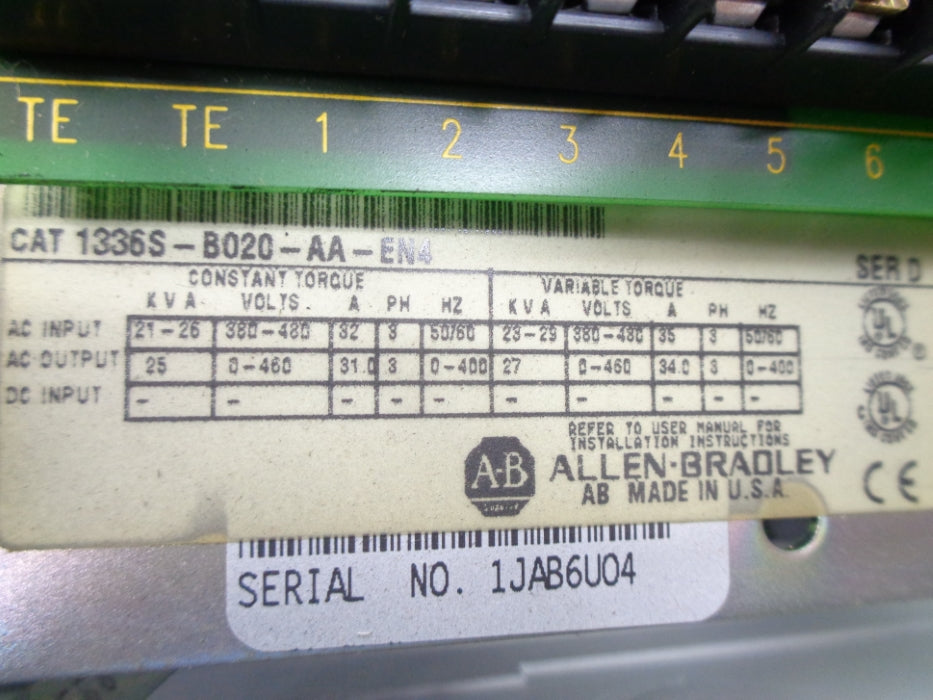 TE TE 1 2 3 4 5 6
CAT 1336S-B020-AA-EN4
SER D
CONSTANT TORQUE VARIABLE TORQUE
KVA VOLTS A PH HZ KVA VOLTS A PH HZ
AC INPUT 21-26 380-480 32 3 50/60 23-29 380-480 35 3 50/60
AC OUTPUT 25 0-460 31.0 3 0-400 27 0-460 34.0 3 0-400
DC INPUT - - - - - - - - - -
UL
C UL
REFER TO USER MANUAL FOR
INSTALLATION INSTRUCTIONS
A-B
ALLEN-BRADLEY
AB MADE IN U.S.A.
CE
SERIAL NO. 1JAB6U04